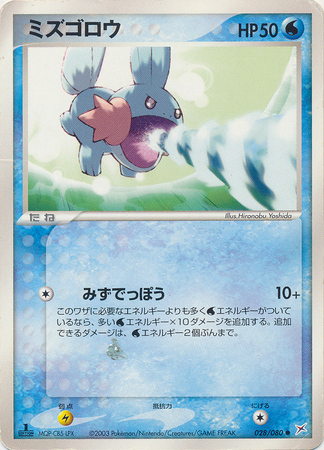 ミズゴロウ HP50
Illus.Hironobu Yoshida
たね
みずでっぽう 10+
このワザに必要なエネルギーよりも多くエネルギーがついて
いるなら、多い×10ダメージを追加する。追加
できるダメージは、エネルギー2個ぶんまで。
弱点 抵抗力 にげる
1
©2003 Pokémon/Nintendo/Creatures/GAME FREAK
028/080